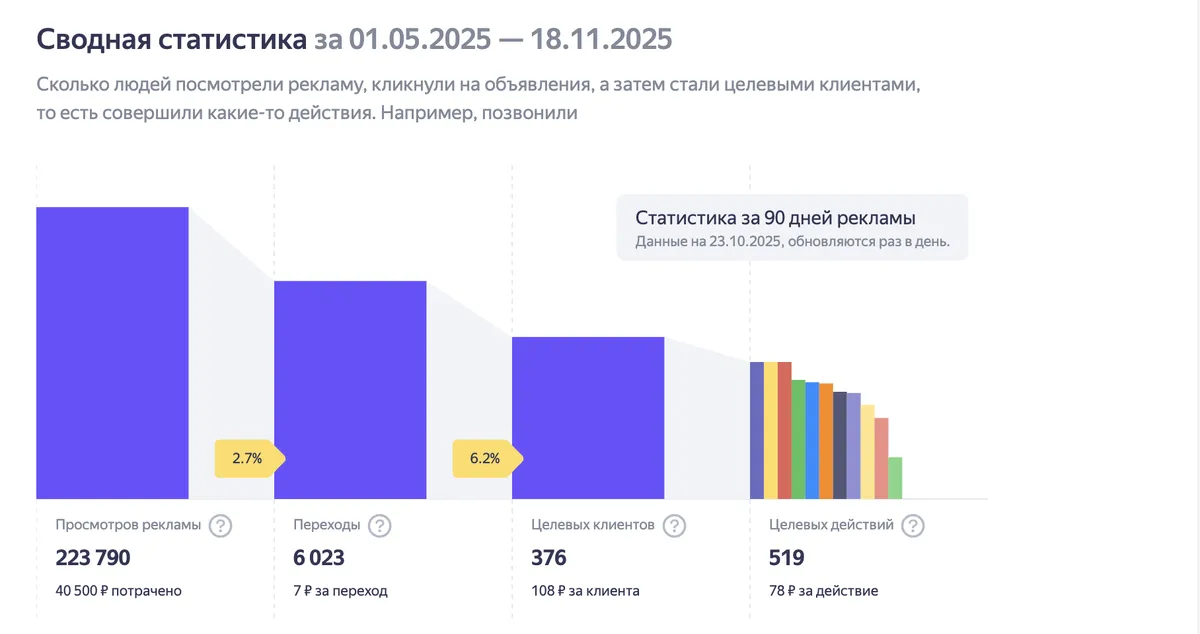 Сводная статистика за 01.05.2025 — 18.11.2025
Сколько людей посмотрели рекламу, кликнули на объявления, а затем стали целевыми клиентами,
то есть совершили какие-то действия. Например, позвонили
Статистика за 90 дней рекламы
Данные на 23.10.2025, обновляются раз в день.
2.7%
6.2%
Просмотров рекламы ?
223 790
40 500 ₽ потрачено
Переходы ?
6 023
7 ₽ за переход
Целевых клиентов ?
376
108 ₽ за клиента
Целевых действий ?
519
78 ₽ за действие